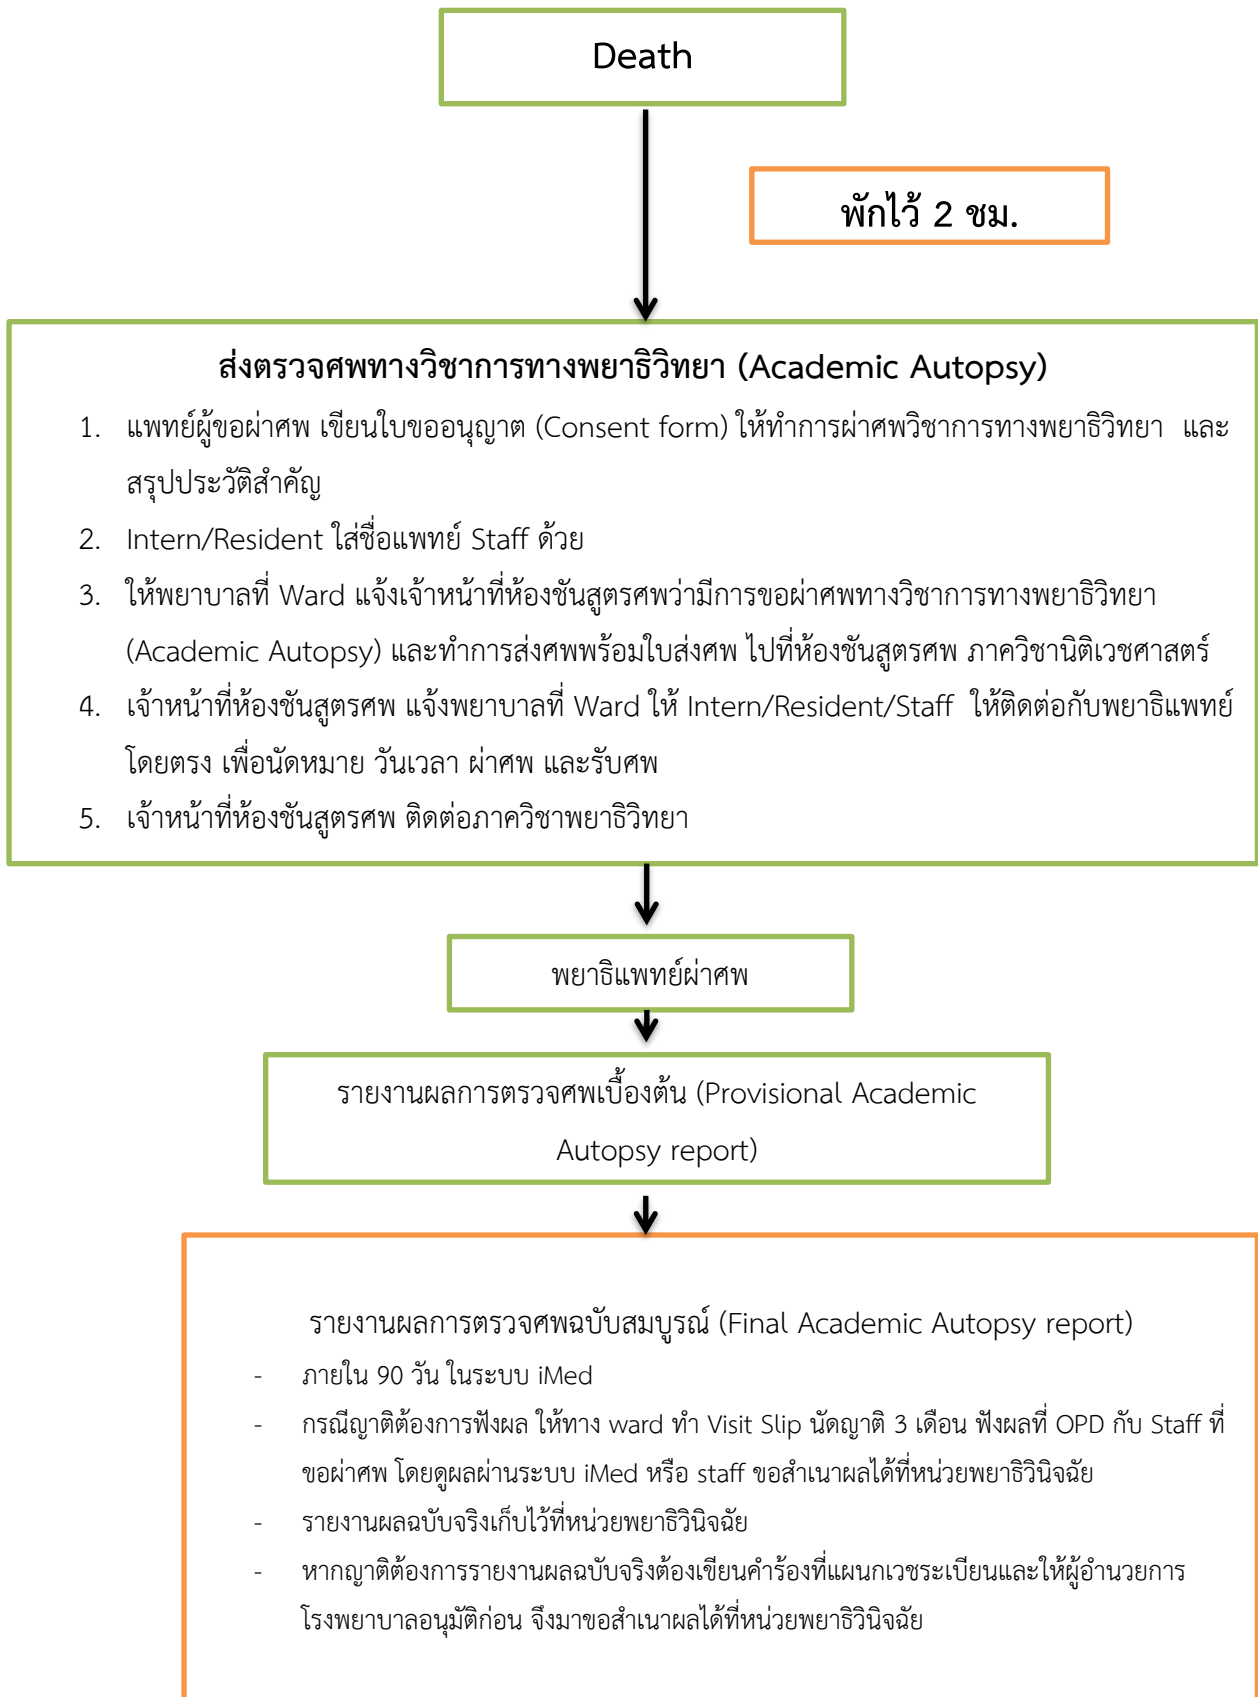 Death
พักไว้ 2 ชม.
ส่งตรวจศพทางวิชาการทางพยาธิวิทยา (Academic Autopsy)
1. แพทย์ผู้ขอผ่าศพ เขียนใบขออนุญาต (Consent form) ให้ทำการผ่าศพวิชาการทางพยาธิวิทยา และ
สรุปประวัติสำคัญ
2. Intern/Resident ใส่ชื่อแพทย์ Staff ด้วย
3. ให้พยาบาลที่ Ward แจ้งเจ้าหน้าที่ห้องชันสูตรศพว่ามีการขอผ่าศพทางวิชาการทางพยาธิวิทยา
(Academic Autopsy) และทำการส่งศพพร้อมใบส่งศพ ไปที่ห้องชันสูตรศพ ภาควิชานิติเวชศาสตร์
4. เจ้าหน้าที่ห้องชันสูตรศพ แจ้งพยาบาลที่ Ward ให้ Intern/Resident/Staff ให้ติดต่อกับพยาธิแพทย์
โดยตรง เพื่อนัดหมาย วันเวลา ผ่าศพ และรับศพ
5. เจ้าหน้าที่ห้องชันสูตรศพ ติดต่อภาควิชาพยาธิวิทยา
พยาธิแพทย์ผ่าศพ
รายงานผลการตรวจศพเบื้องต้น (Provisional Academic
Autopsy report)
รายงานผลการตรวจศพฉบับสมบูรณ์ (Final Academic Autopsy report)
- ภายใน 90 วัน ในระบบ iMed
- กรณีญาติต้องการฟังผล ให้ทาง ward ทำ Visit Slip นัดญาติ 3 เดือน ฟังผลที่ OPD กับ Staff ที่
ขอผ่าศพ โดยดูผลผ่านระบบ iMed หรือ staff ขอสำเนาผลได้ที่หน่วยพยาธิวินิจฉัย
- รายงานผลฉบับจริงเก็บไว้ที่หน่วยพยาธิวินิจฉัย
- หากญาติต้องการรายงานผลฉบับจริงต้องเขียนคำร้องที่แผนกเวชระเบียนและให้ผู้อำนวยการ
โรงพยาบาลอนุมัติก่อน จึงมาขอสำเนาผลได้ที่หน่วยพยาธิวินิจฉัย